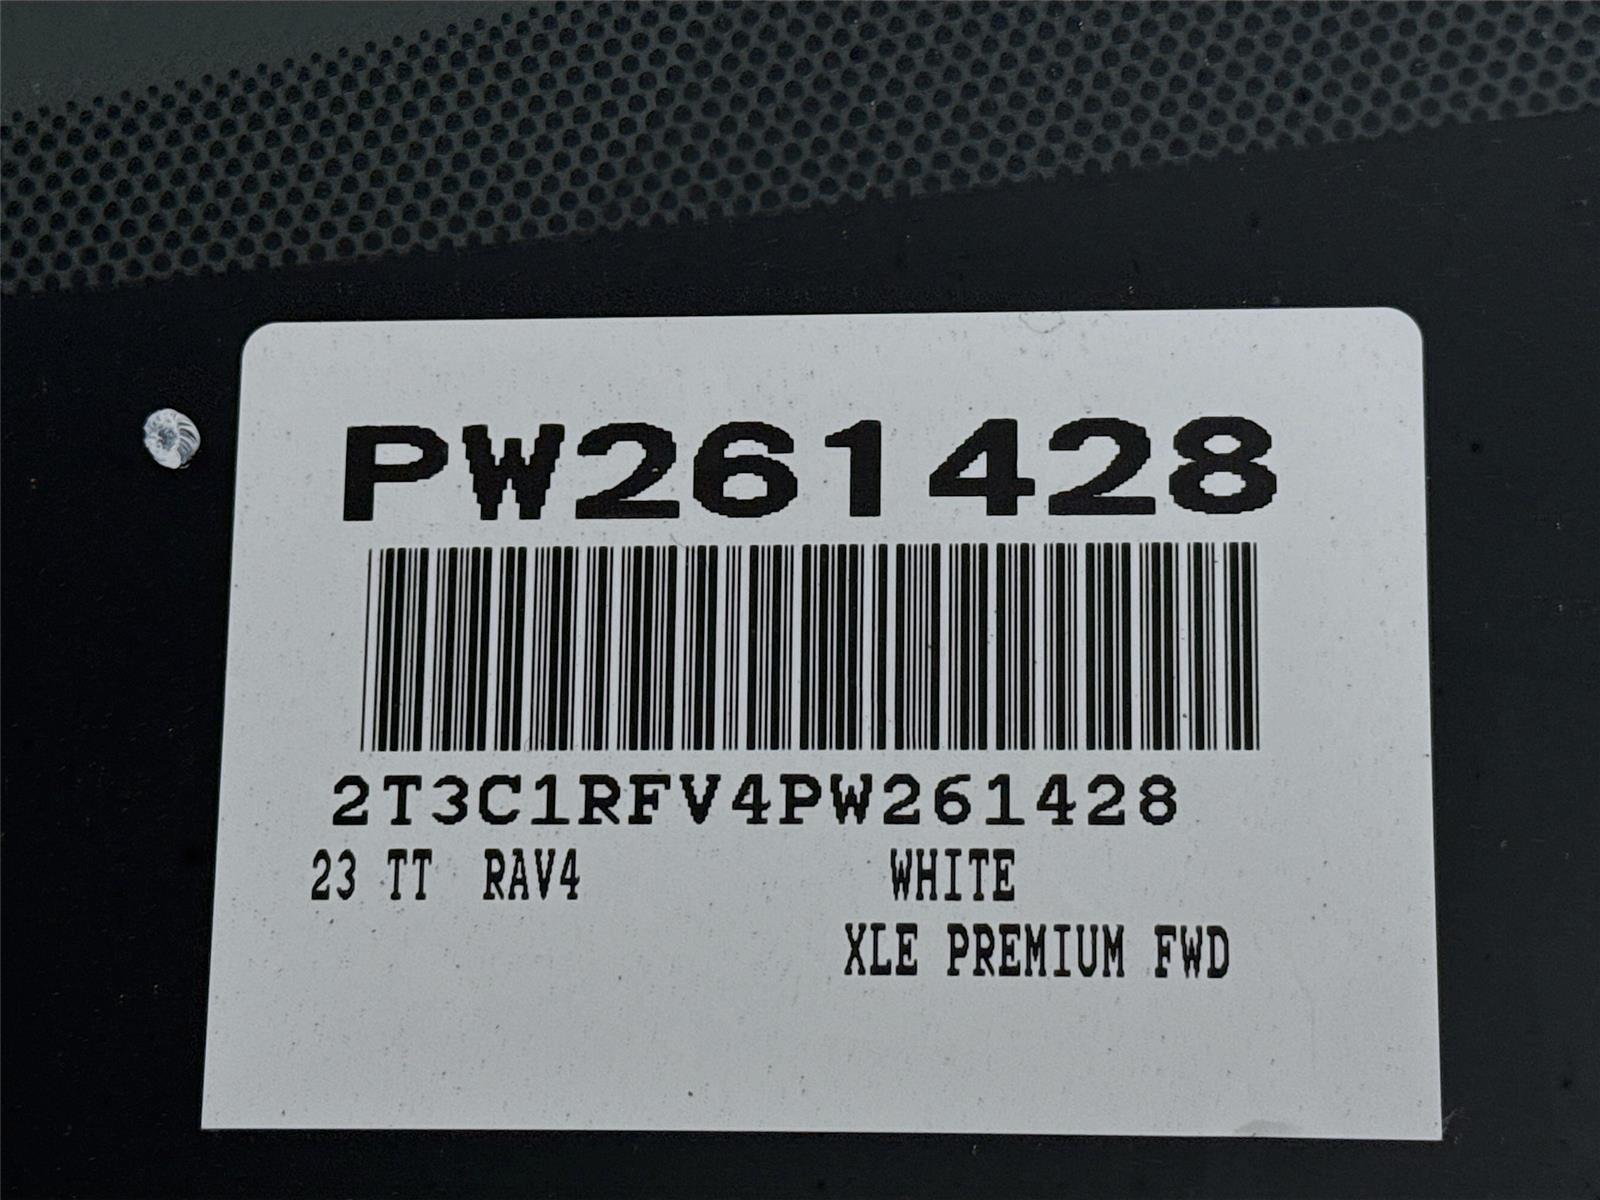 PW261428
2T3C1RFV4PW261428
23 TT RAV4 WHITE
XLE PREMIUM FWD